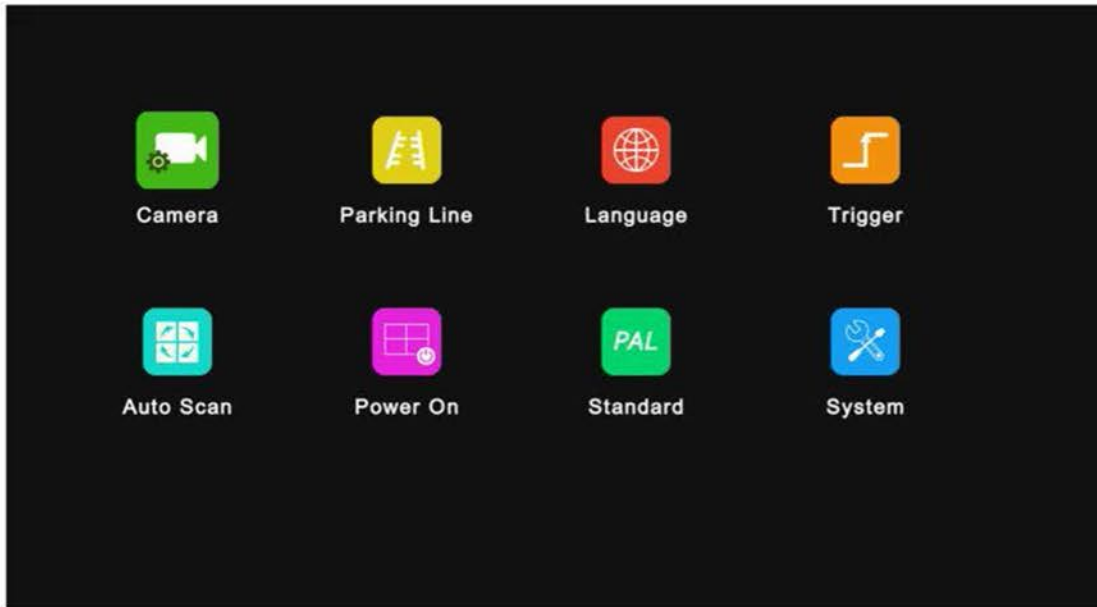 Camera
Parking Line
Language
Trigger
PAL
Auto Scan
Power On
Standard
System